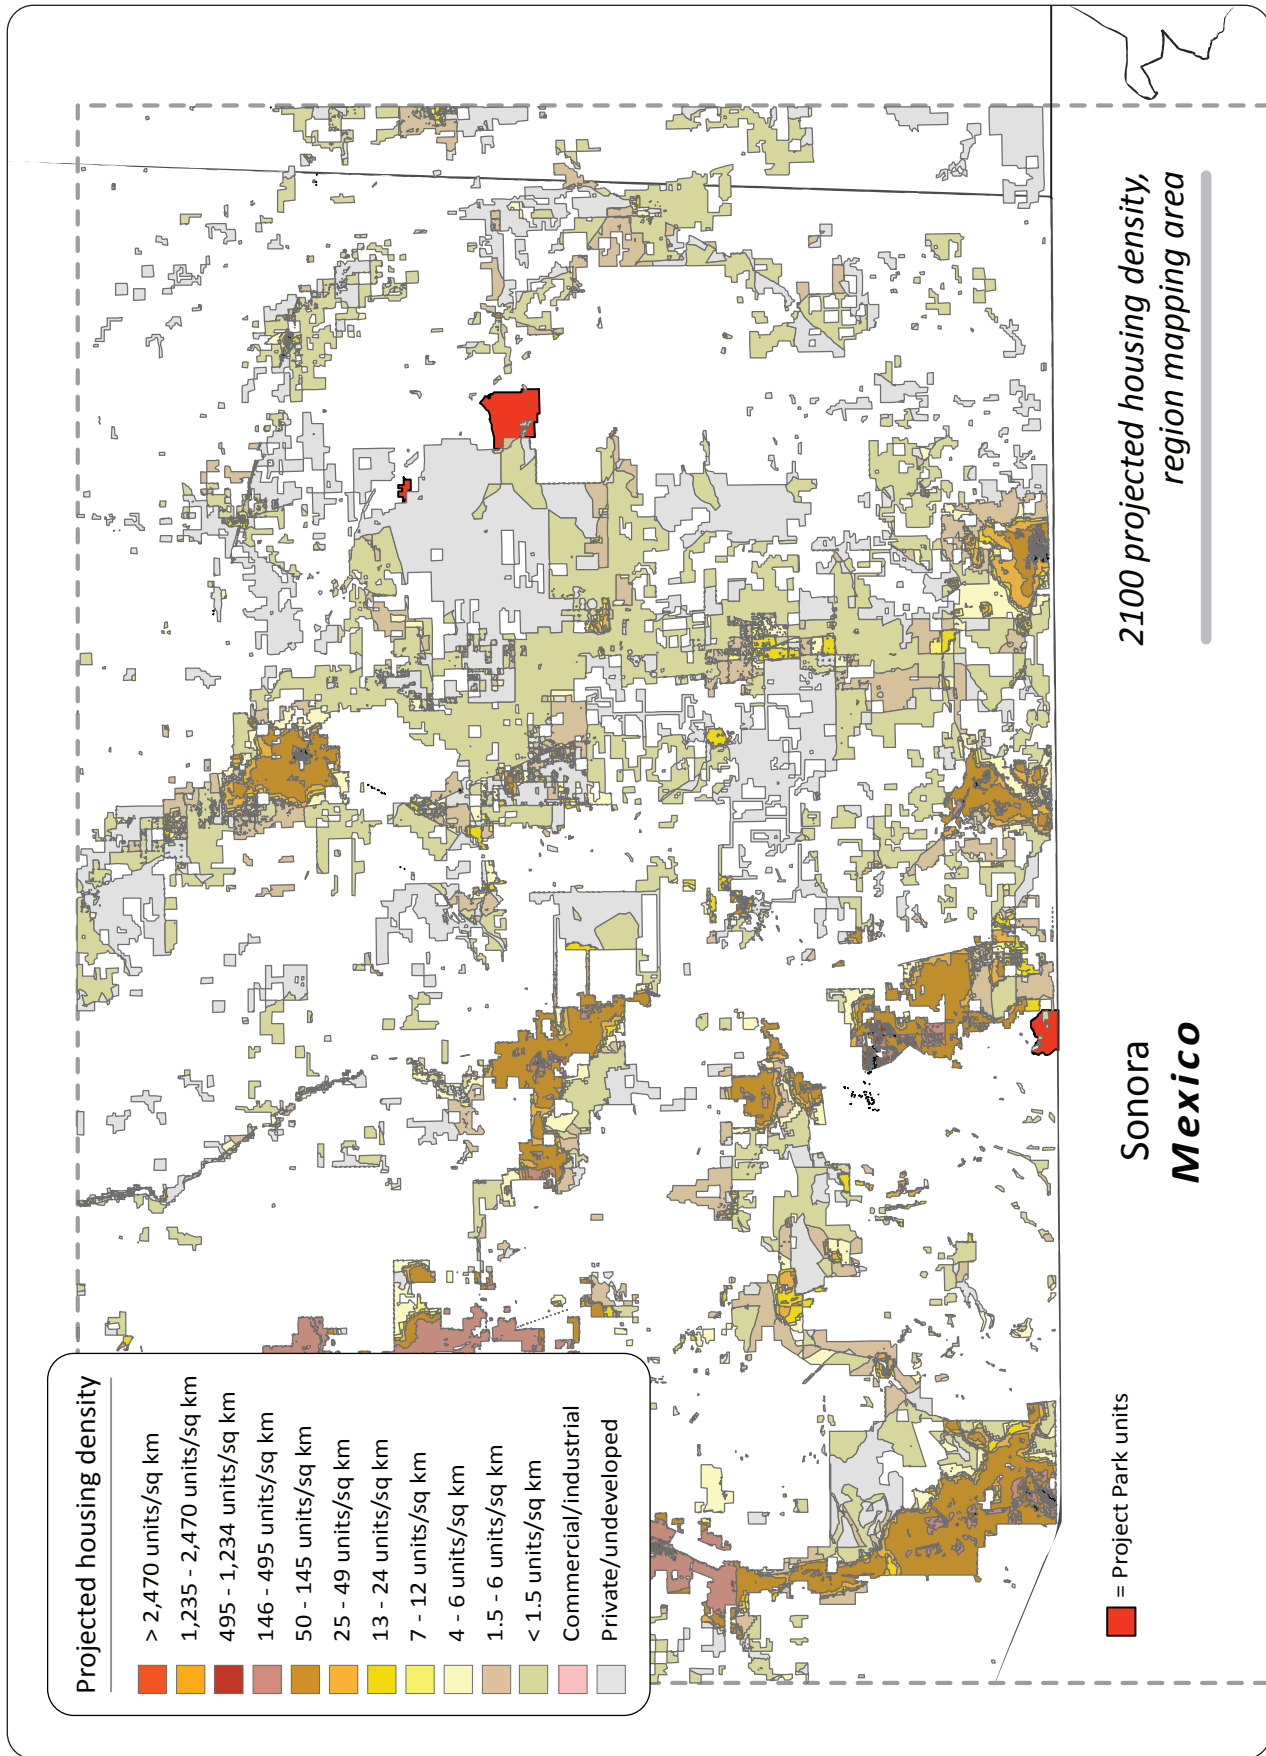 Projected housing density
> 2,470 units/sq km
1,235 - 2,470 units/sq km
495 - 1,234 units/sq km
146 - 495 units/sq km
50 - 145 units/sq km
25 - 49 units/sq km
13 - 24 units/sq km
7 - 12 units/sq km
4 - 6 units/sq km
1.5 - 6 units/sq km
< 1.5 units/sq km
Commercial/industrial
Private/undeveloped
= Project Park units
Sonora
Mexico
2100 projected housing density,
region mapping area